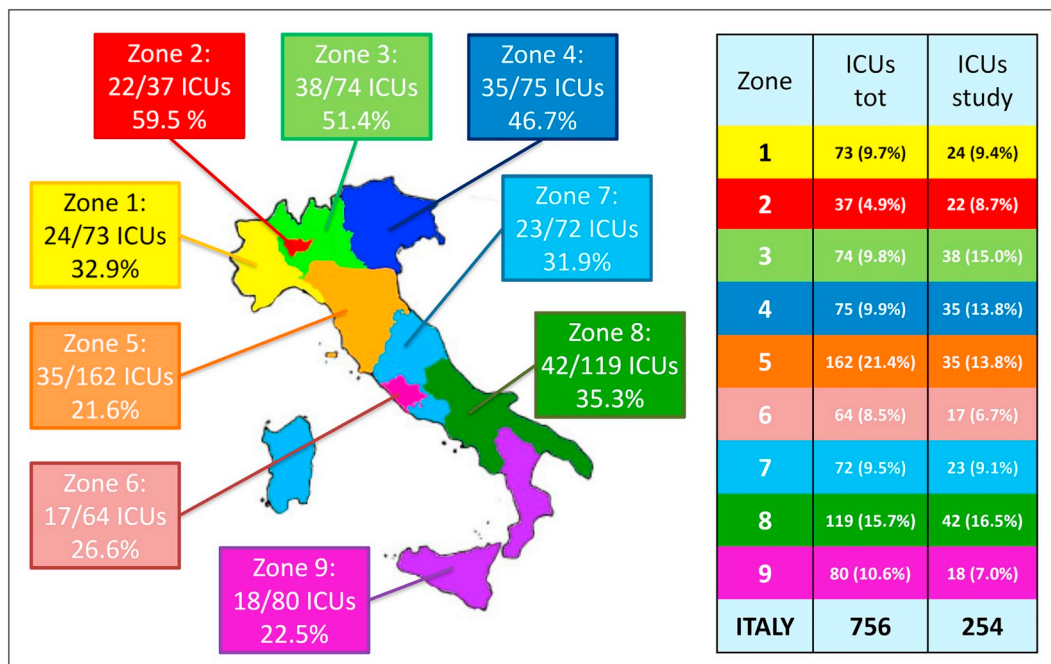 Zone 2:
22/37 ICUs
59.5 %
Zone 3:
38/74 ICUs
51.4%
Zone 4:
35/75 ICUs
46.7%
Zone 1:
24/73 ICUs
32.9%
Zone 7:
23/72 ICUs
31.9%
Zone 5:
35/162 ICUs
21.6%
Zone 8:
42/119 ICUs
35.3%
Zone 6:
17/64 ICUs
26.6%
Zone 9:
18/80 ICUs
22.5%
Zone ICUs tot ICUs study
1 73 (9.7%) 24 (9.4%)
2 37 (4.9%) 22 (8.7%)
3 74 (9.8%) 38 (15.0%)
4 75 (9.9%) 35 (13.8%)
5 162 (21.4%) 35 (13.8%)
6 64 (8.5%) 17 (6.7%)
7 72 (9.5%) 23 (9.1%)
8 119 (15.7%) 42 (16.5%)
9 80 (10.6%) 18 (7.0%)
ITALY 756 254